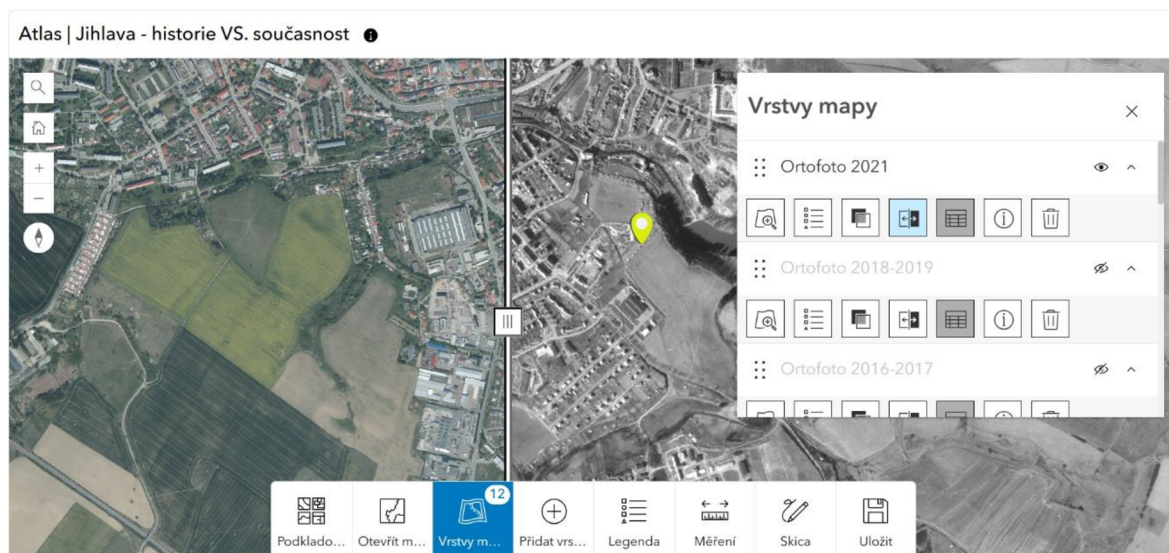 Atlas | Jihlava - historie VS. současnost
Vrstvy mapy
Ortofoto 2021
Ortofoto 2018-2019
Ortofoto 2016-2017
12
Podklado... Otevřít m... Vrstvy m... Přidat vrs... Legenda Měření Skica Uložit